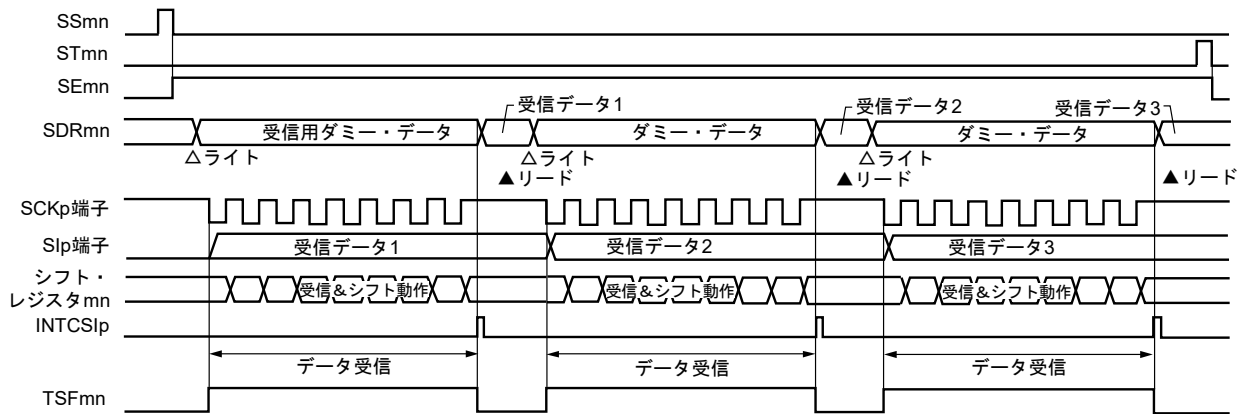 SSmn
STmn
SEmn
受信データ1 受信データ2 受信データ3
SDRmn 受信用ダミー・データ ダミー・データ ダミー・データ
△ライト △ライト △ライト
▲リード ▲リード ▲リード
SCKp端子
SIp端子 受信データ1 受信データ2 受信データ3
シフト・
レジスタmn 受信&シフト動作 受信&シフト動作 受信&シフト動作
INTCSIp
データ受信 データ受信 データ受信
TSFmn